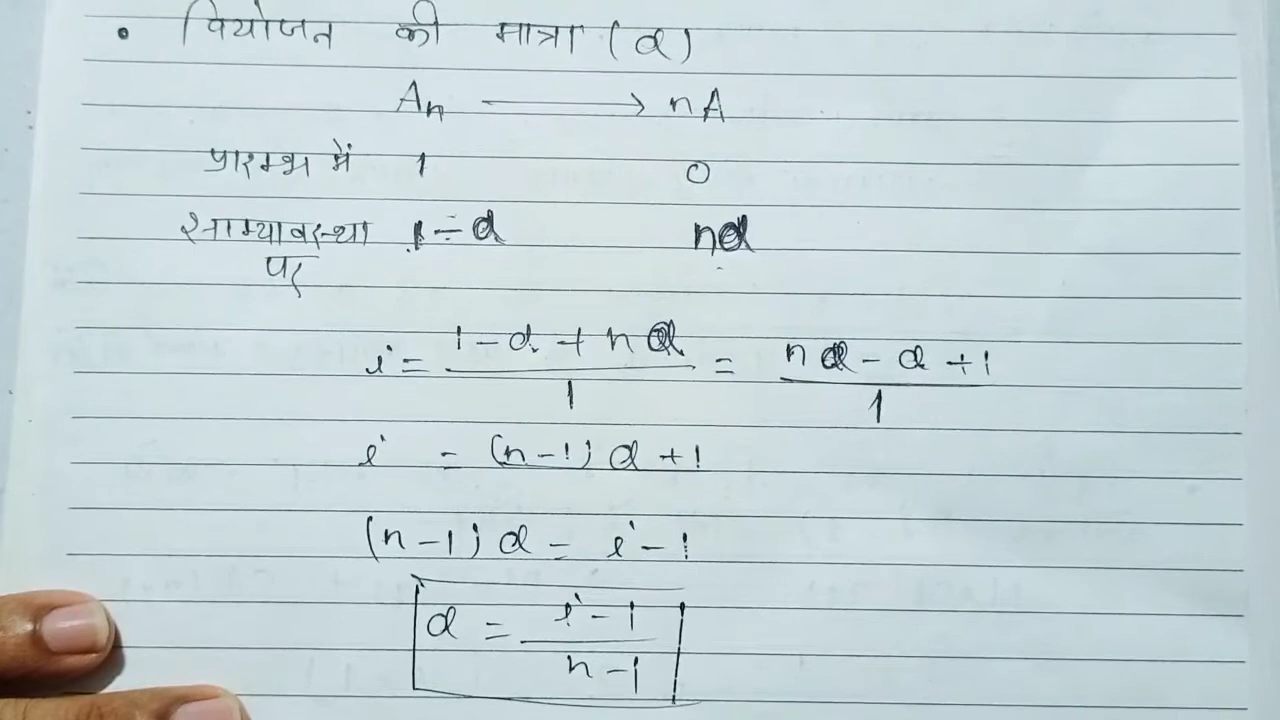 • वियोजन की मात्रा (α)
Aₙ ⟶ nA
प्रारम्भ में 1 0
साम्यावस्था 1-α nα
पर
i = (1-α+nα)/1 = (nα-α+1)/1
i = (n-1)α+1
(n-1)α = i-1
α = (i-1)/(n-1)